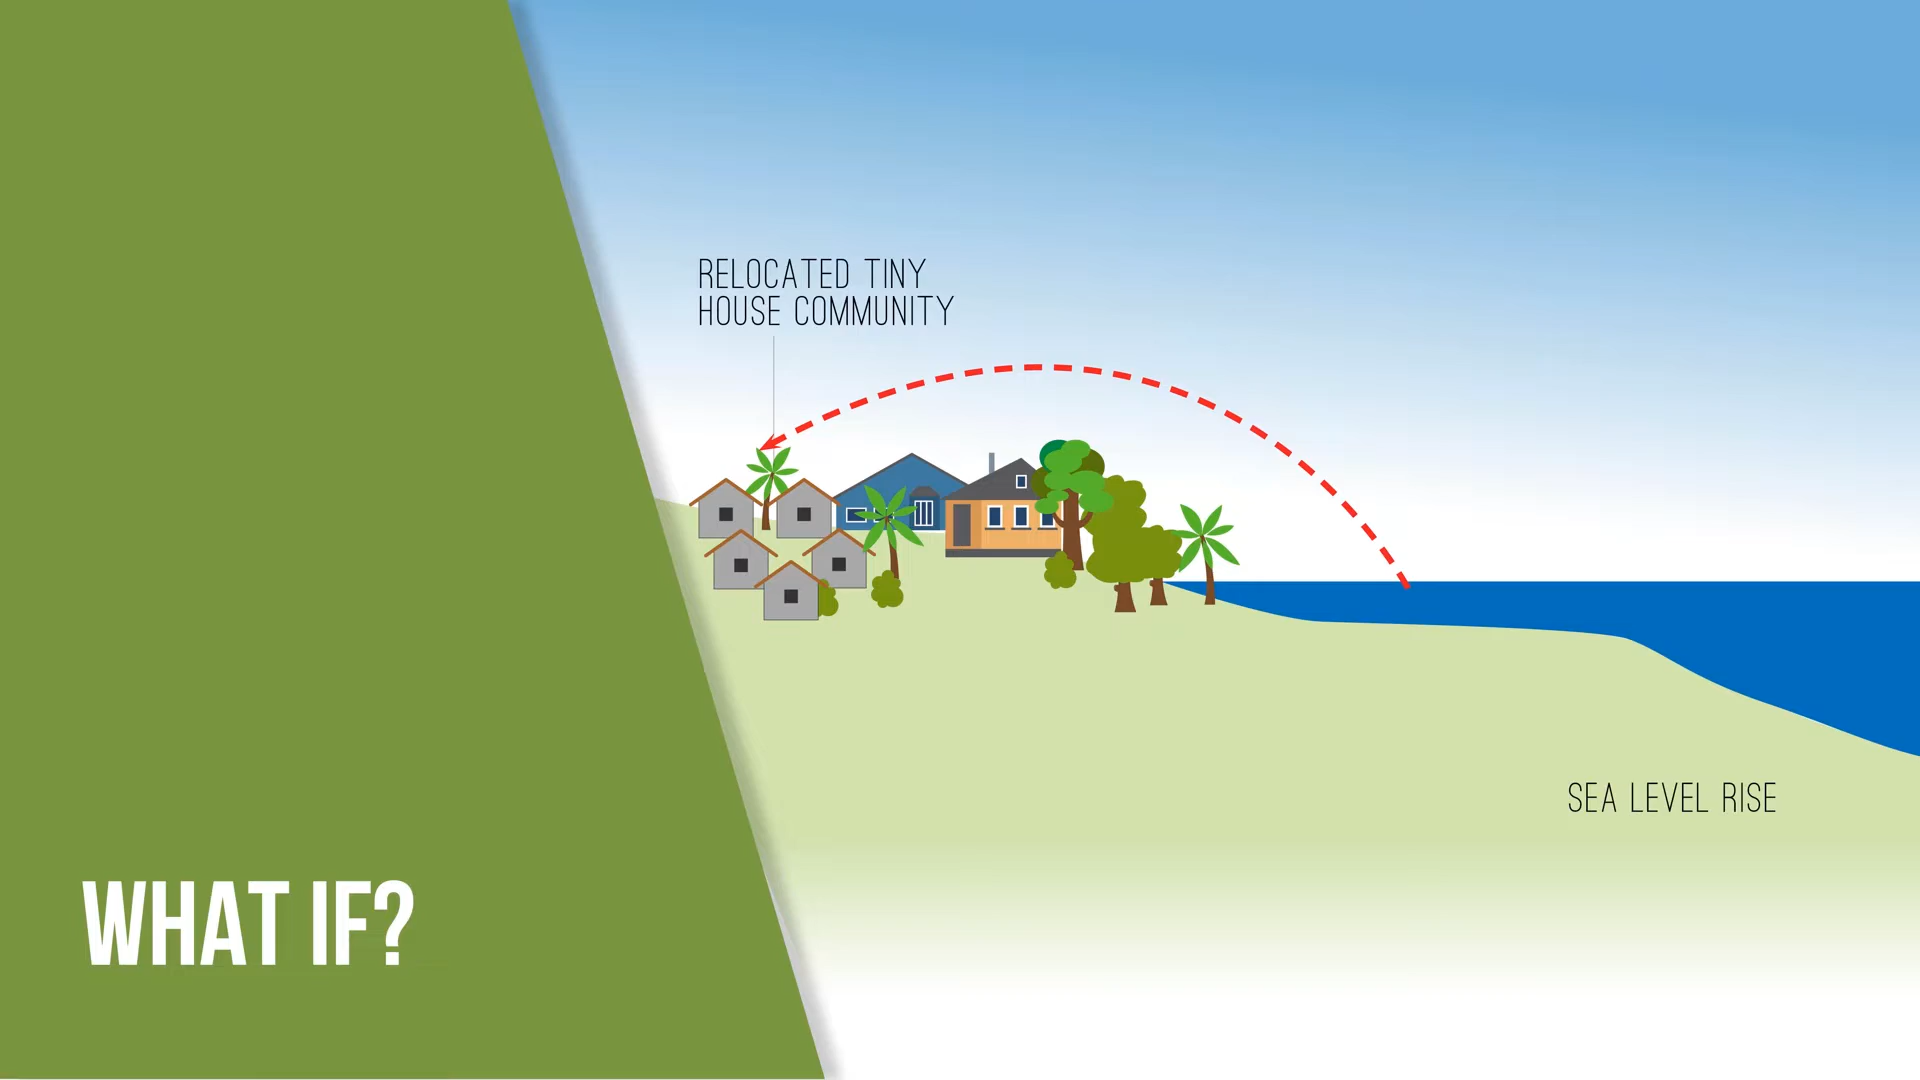 RELOCATED TINY
HOUSE COMMUNITY
SEA LEVEL RISE
WHAT IF?